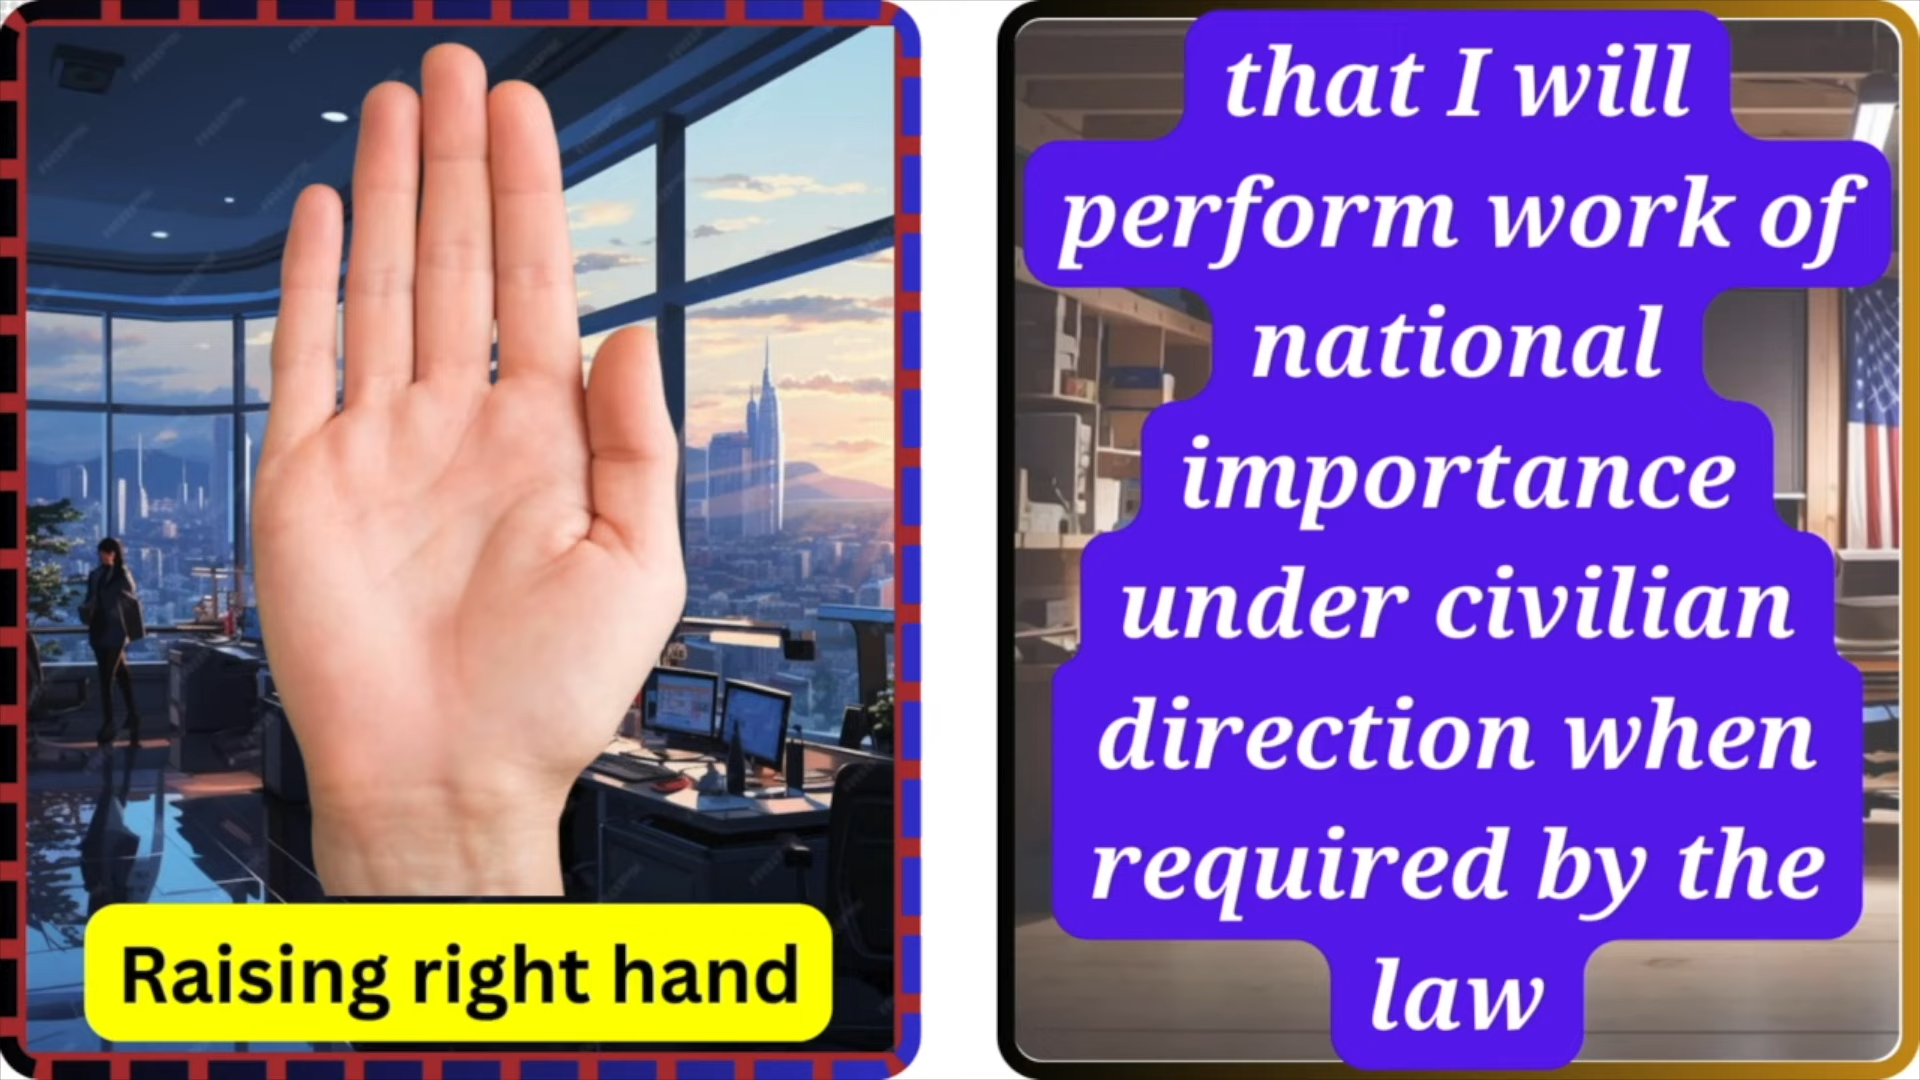 Raising right hand
that I will
perform work of
national
importance
under civilian
direction when
required by the
law